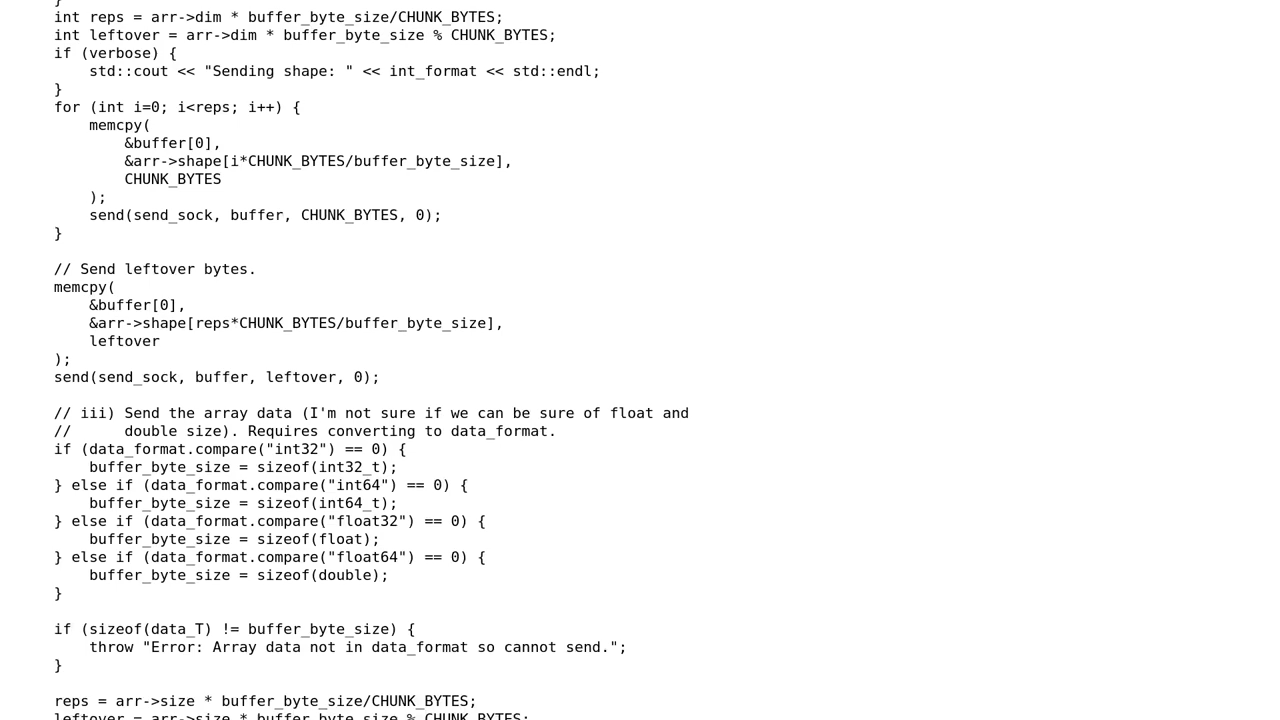 }
int reps = arr->dim * buffer_byte_size/CHUNK_BYTES;
int leftover = arr->dim * buffer_byte_size % CHUNK_BYTES;
if (verbose) {
    std::cout << "Sending shape: " << int_format << std::endl;
}
for (int i=0; i<reps; i++) {
    memcpy(
        &buffer[0],
        &arr->shape[i*CHUNK_BYTES/buffer_byte_size],
        CHUNK_BYTES
    );
    send(send_sock, buffer, CHUNK_BYTES, 0);
}

// Send leftover bytes.
memcpy(
    &buffer[0],
    &arr->shape[reps*CHUNK_BYTES/buffer_byte_size],
    leftover
);
send(send_sock, buffer, leftover, 0);

// iii) Send the array data (I'm not sure if we can be sure of float and
//      double size). Requires converting to data_format.
if (data_format.compare("int32") == 0) {
    buffer_byte_size = sizeof(int32_t);
} else if (data_format.compare("int64") == 0) {
    buffer_byte_size = sizeof(int64_t);
} else if (data_format.compare("float32") == 0) {
    buffer_byte_size = sizeof(float);
} else if (data_format.compare("float64") == 0) {
    buffer_byte_size = sizeof(double);
}

if (sizeof(data_T) != buffer_byte_size) {
    throw "Error: Array data not in data_format so cannot send.";
}

reps = arr->size * buffer_byte_size/CHUNK_BYTES;
leftover = arr->size * buffer_byte_size % CHUNK_BYTES;